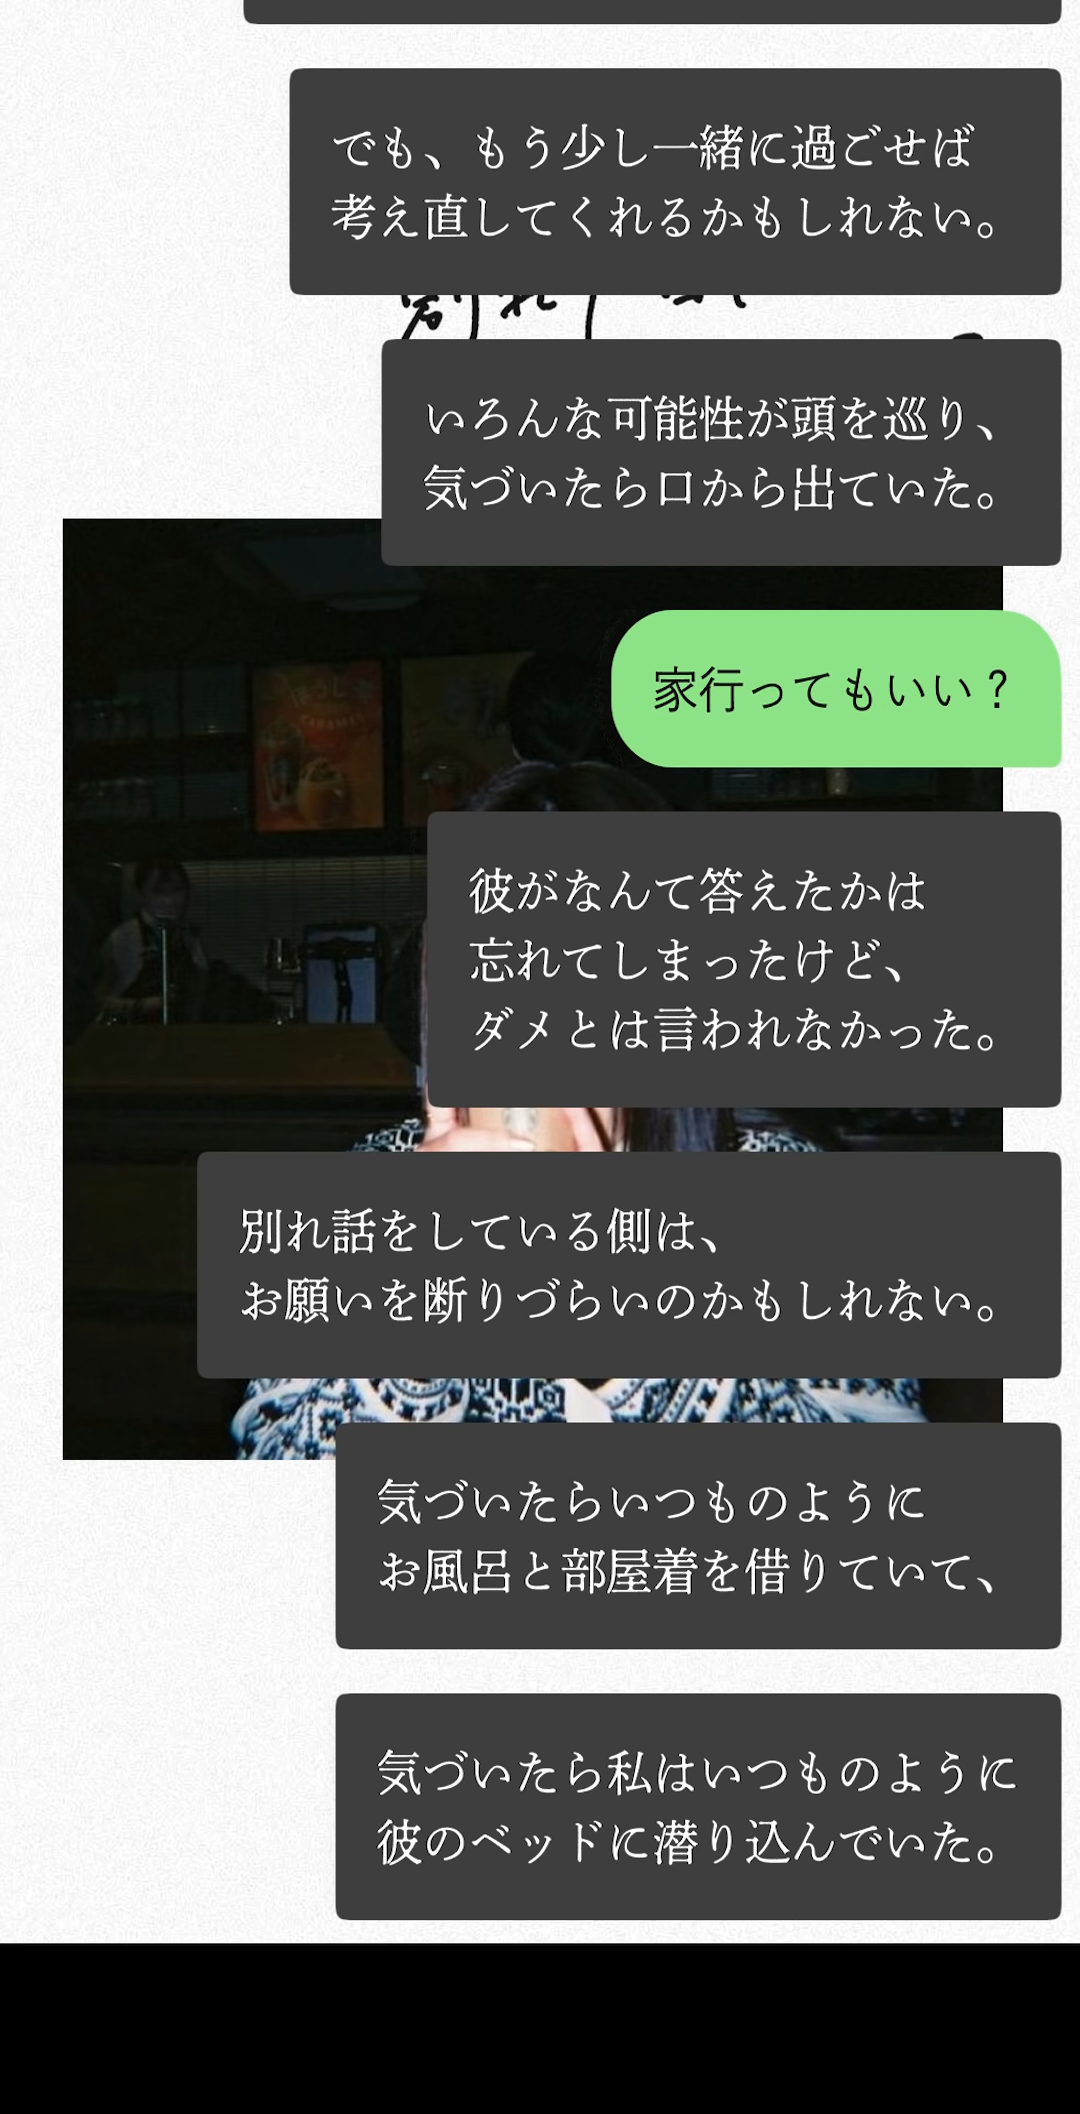 でも、もう少し一緒に過ごせば
考え直してくれるかもしれない。
いろんな可能性が頭を巡り、
気づいたら口から出ていた。
家行ってもいい？
CARAMEL
彼がなんて答えたかは
忘れてしまったけど、
ダメとは言われなかった。
別れ話をしている側は、
お願いを断りづらいのかもしれない。
気づいたらいつものように
お風呂と部屋着を借りていて、
気づいたら私はいつものように
彼のベッドに潜り込んでいた。